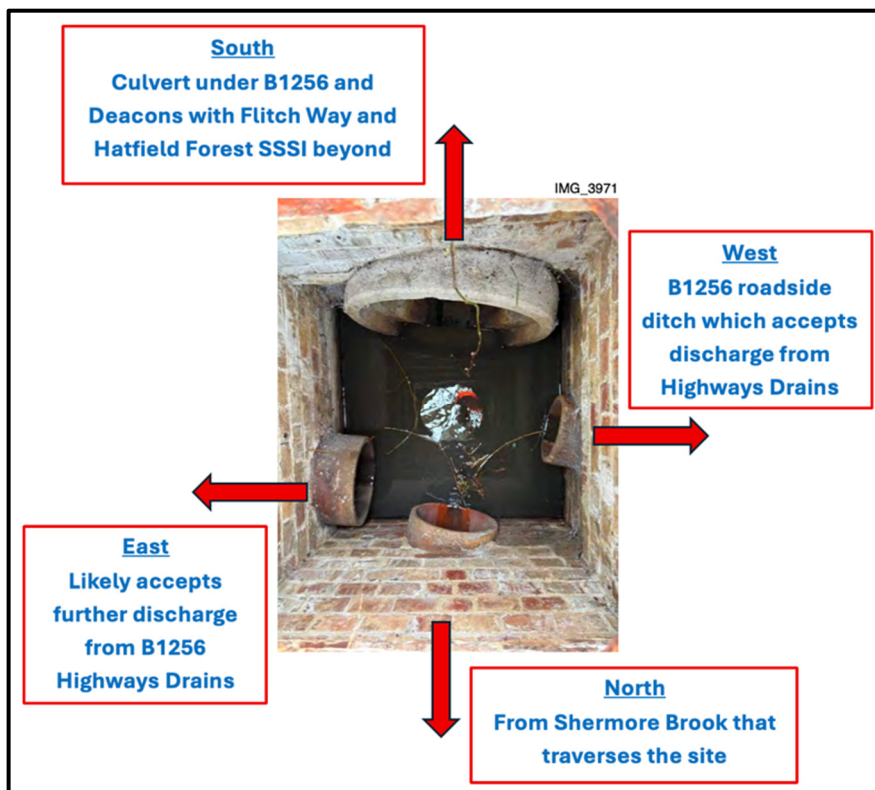 South
Culvert under B1256 and
Deacons with Flitch Way and
Hatfield Forest SSSI beyond
IMG_3971
West
B1256 roadside
ditch which accepts
discharge from
Highways Drains
East
Likely accepts
further discharge
from B1256
Highways Drains
North
From Shermore Brook that
traverses the site